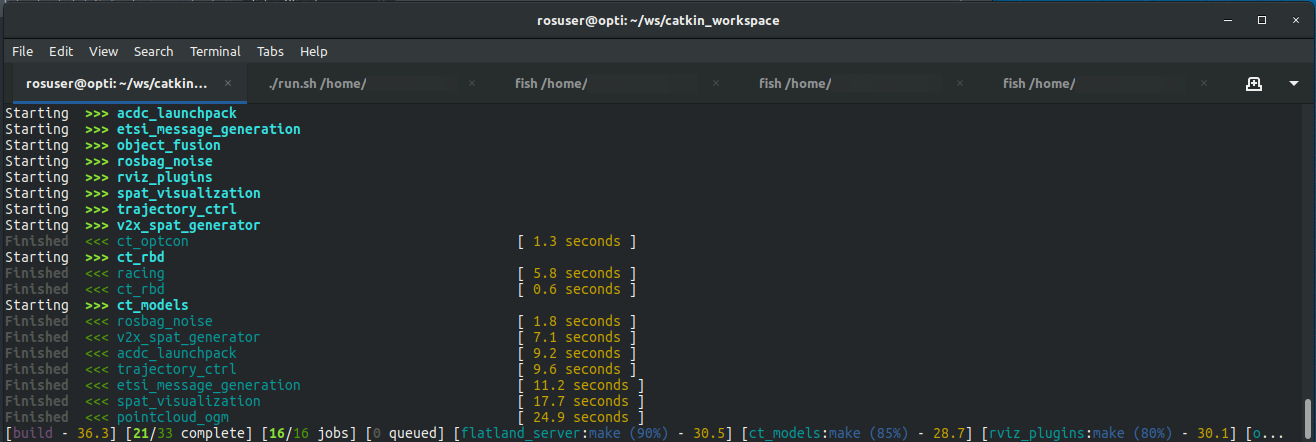 rosuser@opti: ~/ws/catkin_workspace
File Edit View Search Terminal Tabs Help
rosuser@opti: ~/ws/catkin... × ./run.sh /home/ × fish /home/ × fish /home/ × fish /home/ ×
Starting >>> acdc_launchpack
Starting >>> etsi_message_generation
Starting >>> object_fusion
Starting >>> rosbag_noise
Starting >>> rviz_plugins
Starting >>> spat_visualization
Starting >>> trajectory_ctrl
Starting >>> v2x_spat_generator
Finished <<< ct_optcon [ 1.3 seconds ]
Starting >>> ct_rbd
Finished <<< racing [ 5.8 seconds ]
Finished <<< ct_rbd [ 0.6 seconds ]
Starting >>> ct_models
Finished <<< rosbag_noise [ 1.8 seconds ]
Finished <<< v2x_spat_generator [ 7.1 seconds ]
Finished <<< acdc_launchpack [ 9.2 seconds ]
Finished <<< trajectory_ctrl [ 9.6 seconds ]
Finished <<< etsi_message_generation [ 11.2 seconds ]
Finished <<< spat_visualization [ 17.7 seconds ]
Finished <<< pointcloud_ogm [ 24.9 seconds ]
[build - 36.3] [21/33 complete] [16/16 jobs] [0 queued] [flatland_server:make (90%) - 30.5] [ct_models:make (85%) - 28.7] [rviz_plugins:make (80%) - 30.1] [o...